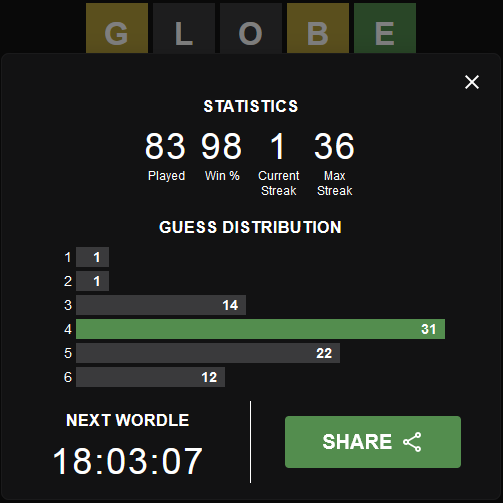 GLOBE
STATISTICS
83 98 1 36
Played Win % Current Streak Max Streak
GUESS DISTRIBUTION
1 1
2 1
3 14
4 31
5 22
6 12
NEXT WORDLE
18:03:07
SHARE